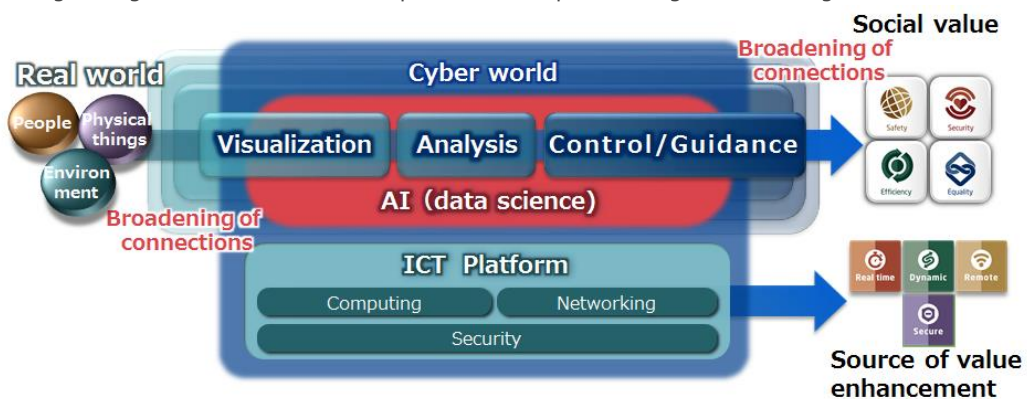 Social value
Broadening of
connections
Real world
Cyber world
People
Physical
things
Environ
ment
Visualization
Analysis
Control/Guidance
AI (data science)
Safety
Security
Efficiency
Equality
Broadening of
connections
ICT Platform
Computing
Networking
Security
Real time
Dynamic
Remote
Secure
Source of value
enhancement